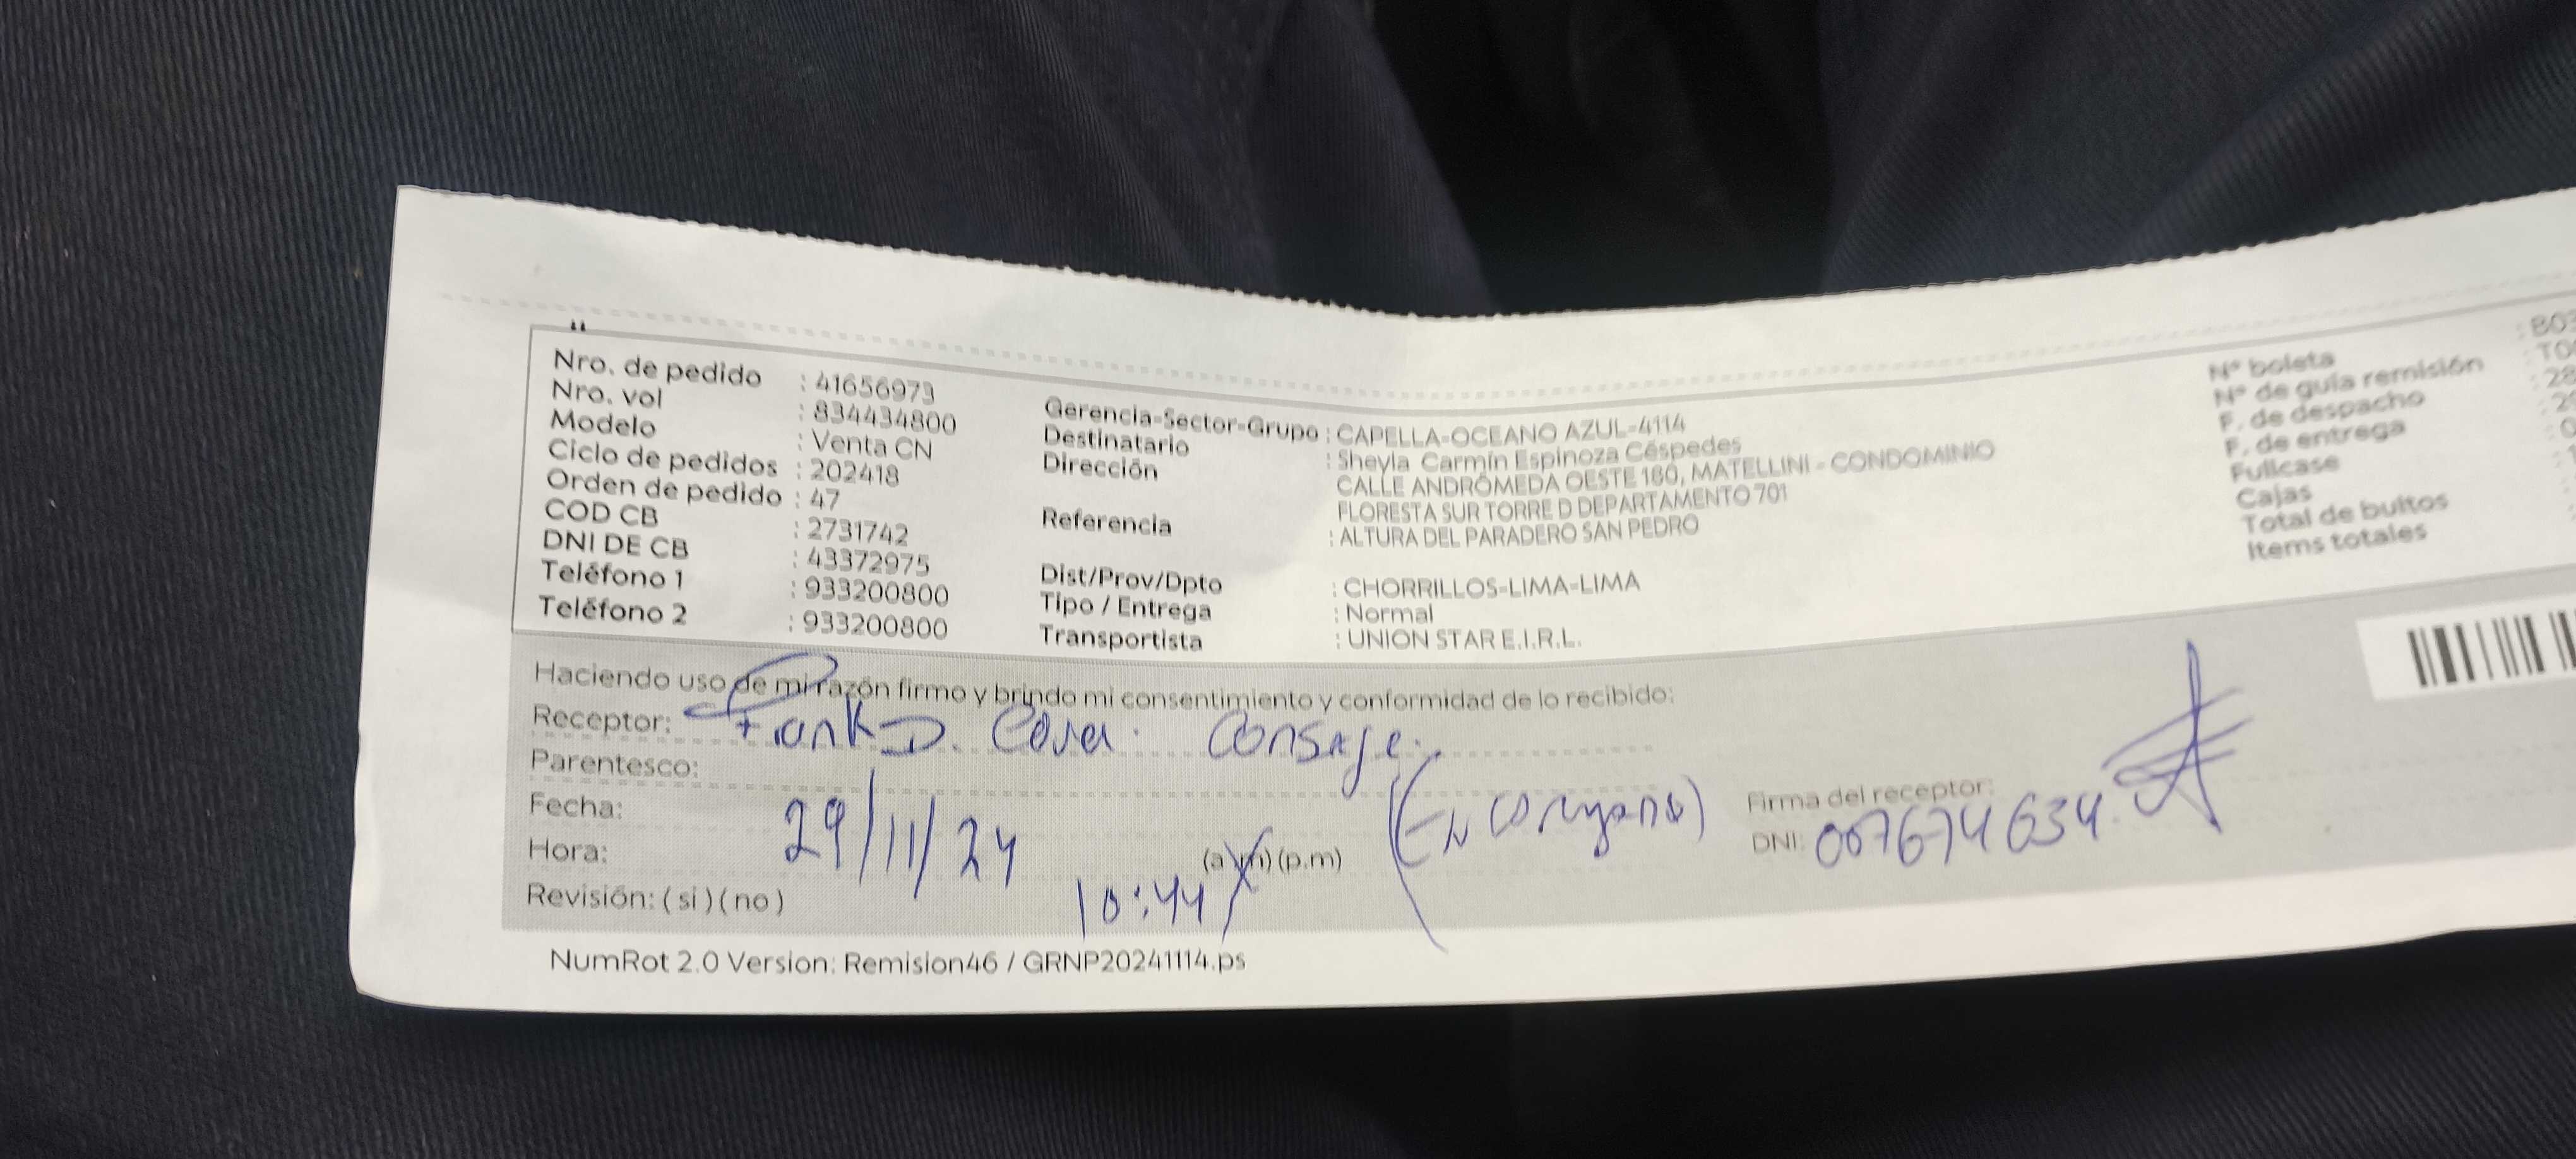 Nro. de pedido : 41656973
Nro. vol : 834434800
Modelo : Venta CN
Ciclo de pedidos : 202418
Orden de pedido : 47
COD CB : 2731742
DNI DE CB : 43372975
Teléfono 1 : 933200800
Teléfono 2 : 933200800
Gerencia-Sector-Grupo : CAPELLA-OCEANO AZUL-4114
Destinatario : Sheyla Carmín Espinoza Céspedes
Dirección CALLE ANDRÓMEDA OESTE 180, MATELLINI - CONDOMINIO
FLORESTA SUR TORRE D DEPARTAMENTO 701
Referencia : ALTURA DEL PARADERO SAN PEDRO
Dist/Prov/Dpto : CHORRILLOS-LIMA-LIMA
Tipo / Entrega : Normal
Transportista : UNION STAR E.I.R.L.
N° boleta : B03
N° de guía remisión : T00
F. de despacho : 28
F. de entrega : 29
Fullcase
Cajas
Total de bultos
Items totales
Haciendo uso de mi razón firmo y brindo mi consentimiento y conformidad de lo recibido:
Receptor: Frank D.
Parentesco:
Fecha: 29/11/24
Hora: 10:44 (a.m) (p.m)
Revisión: ( si ) ( no )
Firma del receptor:
DNI: 007674634.
NumRot 2.0 Version: Remision46 / GRNP20241114.ps